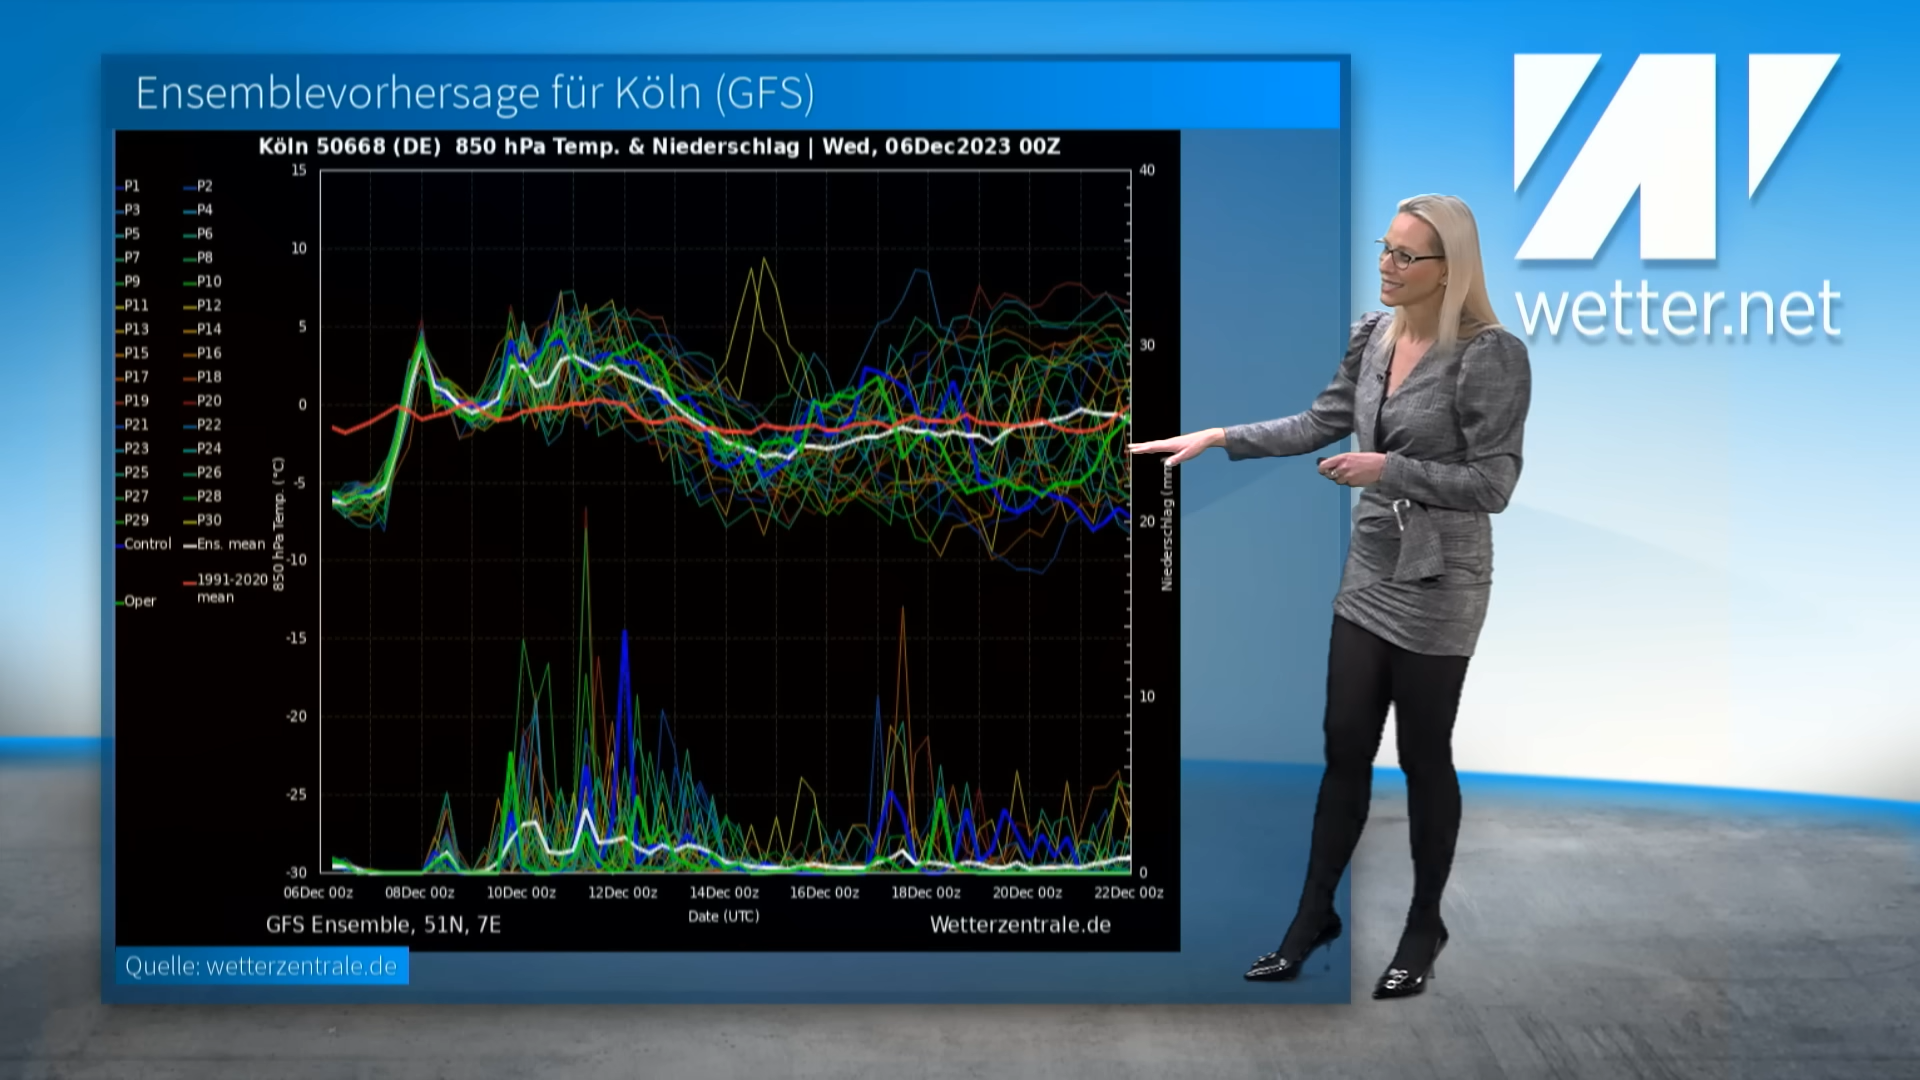 Ensemblevorhersage für Köln (GFS)
wetter.net
Köln 50668 (DE) 850 hPa Temp. & Niederschlag | Wed, 06Dec2023 00Z
P1 P2
P3 P4
P5 P6
P7 P8
P9 P10
P11 P12
P13 P14
P15 P16
P17 P18
P19 P20
P21 P22
P23 P24
P25 P26
P27 P28
P29 P30
Control Ens. mean
1991-2020
mean
Oper
850 hPa Temp. (°C)
15
10
5
0
-5
-10
-15
-20
-25
-30
40
30
20
10
0
Niederschlag (mm
06Dec 00z 08Dec 00z 10Dec 00z 12Dec 00z 14Dec 00z 16Dec 00z 18Dec 00z 20Dec 00z 22Dec 00z
Date (UTC)
GFS Ensemble, 51N, 7E
Wetterzentrale.de
Quelle: wetterzentrale.de